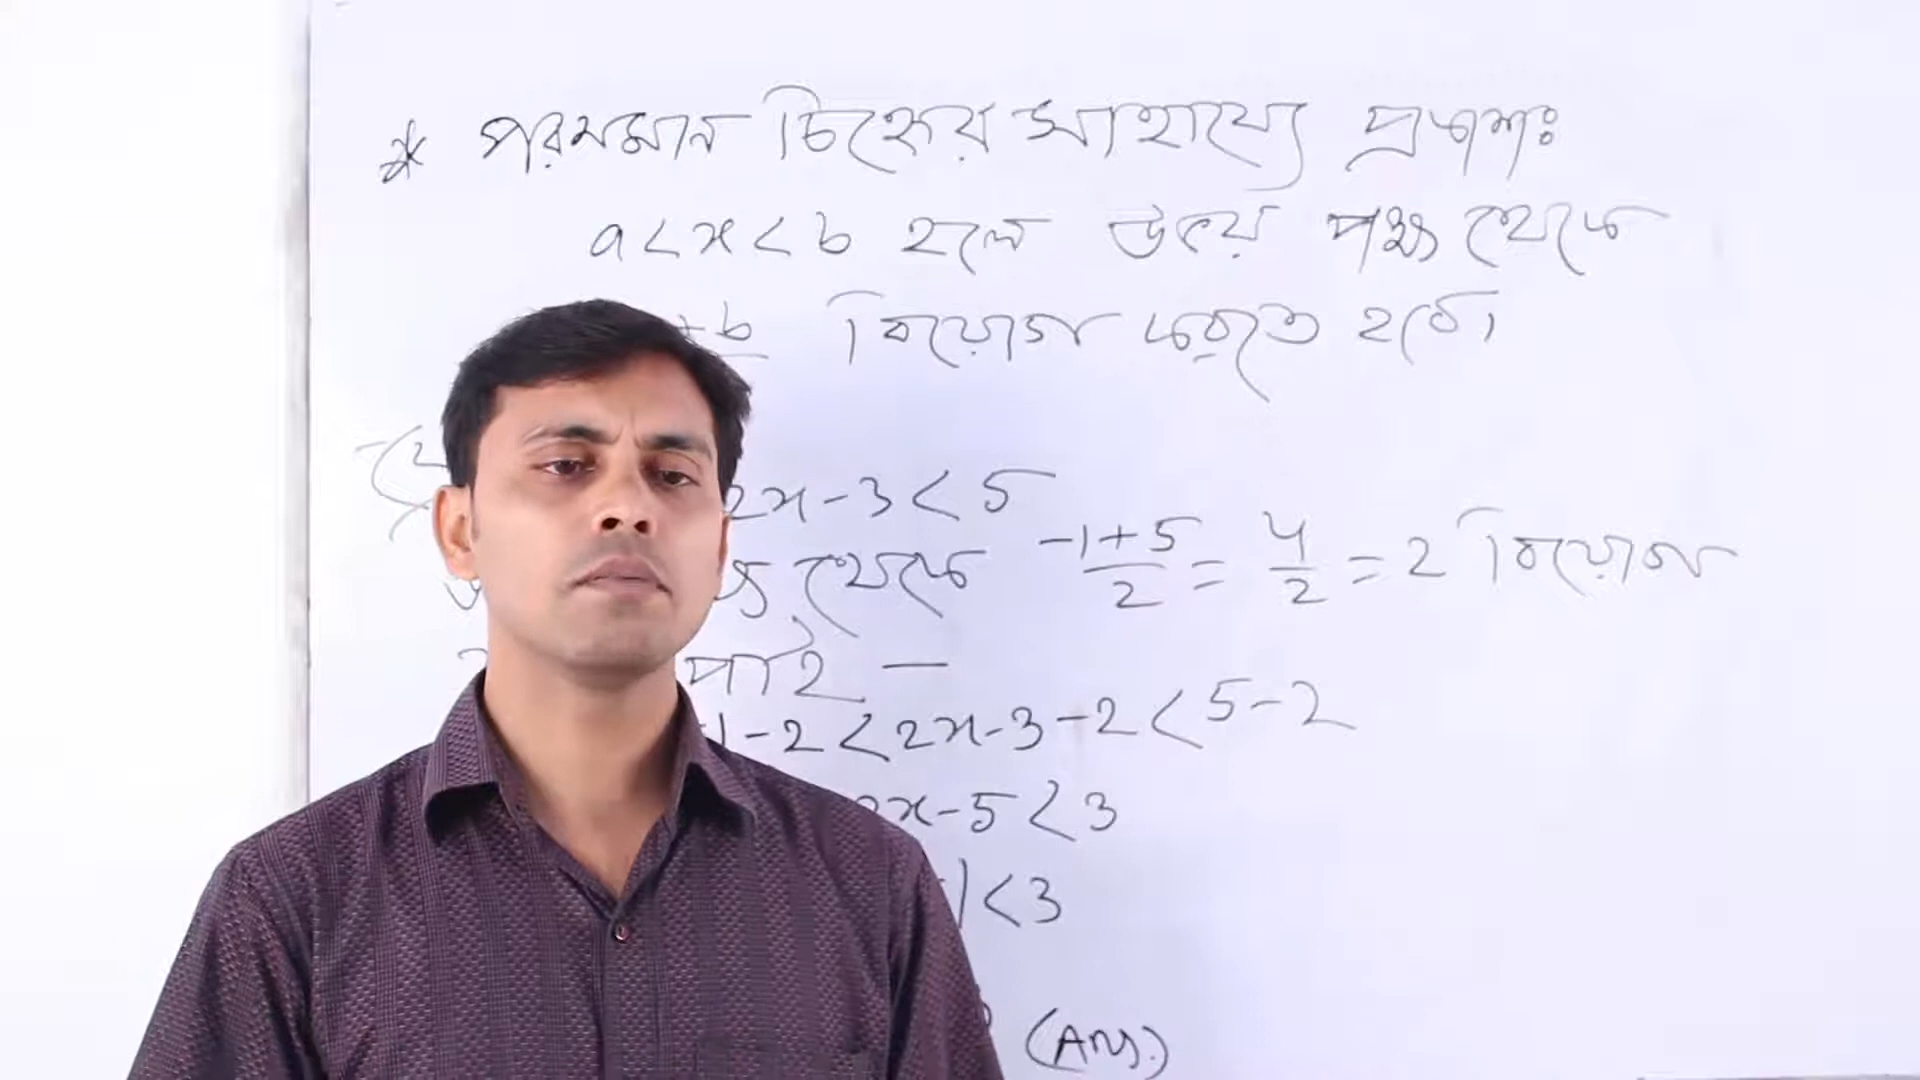 * পরমমান চিহ্নের সাহায্যে প্রকাশঃ
a<x<b হলে উভয় পক্ষ থেকে
+b বিয়োগ করতে হবে।
2x-3<5
থেকে -1+5/2 = 4/2 = 2 বিয়োগ
পাই —
-1-2<2x-3-2<5-2
2x-5<3
|<3
(Ans.)